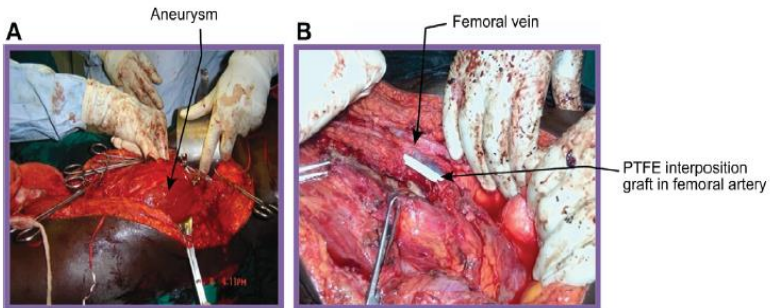 Aneurysm
A
B
Femoral vein
PTFE interposition
graft in femoral artery